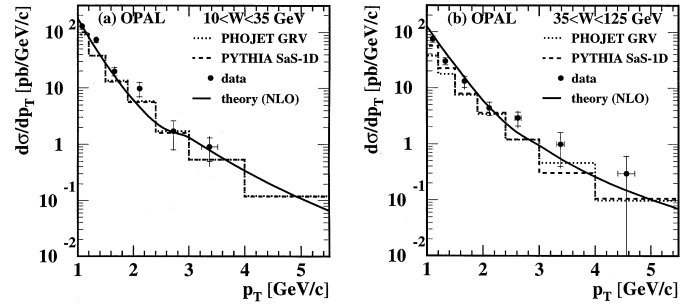 (a) OPAL 10<W<35 GeV
PHOJET GRV
PYTHIA SaS-1D
data
theory (NLO)
dσ/dp_T [pb/GeV/c]
10^2
10
1
10^-1
10^-2
1 2 3 4 5
p_T [GeV/c]
(b) OPAL 35<W<125 GeV
PHOJET GRV
PYTHIA SaS-1D
data
theory (NLO)
dσ/dp_T [pb/GeV/c]
10^2
10
1
10^-1
10^-2
1 2 3 4 5
p_T [GeV/c]